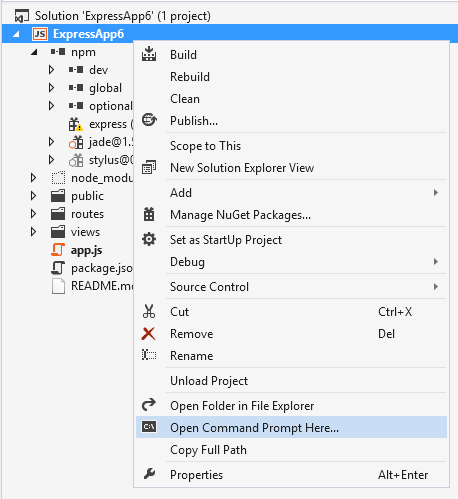 Solution 'ExpressApp6' (1 project)
JS ExpressApp6
npm
Build
dev
Rebuild
global
Clean
optional
Publish...
express (
jade@1.5
Scope to This
stylus@0
New Solution Explorer View
node_modu
Add
public
Manage NuGet Packages...
routes
Set as StartUp Project
views
Debug
app.js
package.jso
Source Control
README.m
Cut Ctrl+X
Remove Del
Rename
Unload Project
Open Folder in File Explorer
C:\ Open Command Prompt Here...
Copy Full Path
Properties Alt+Enter